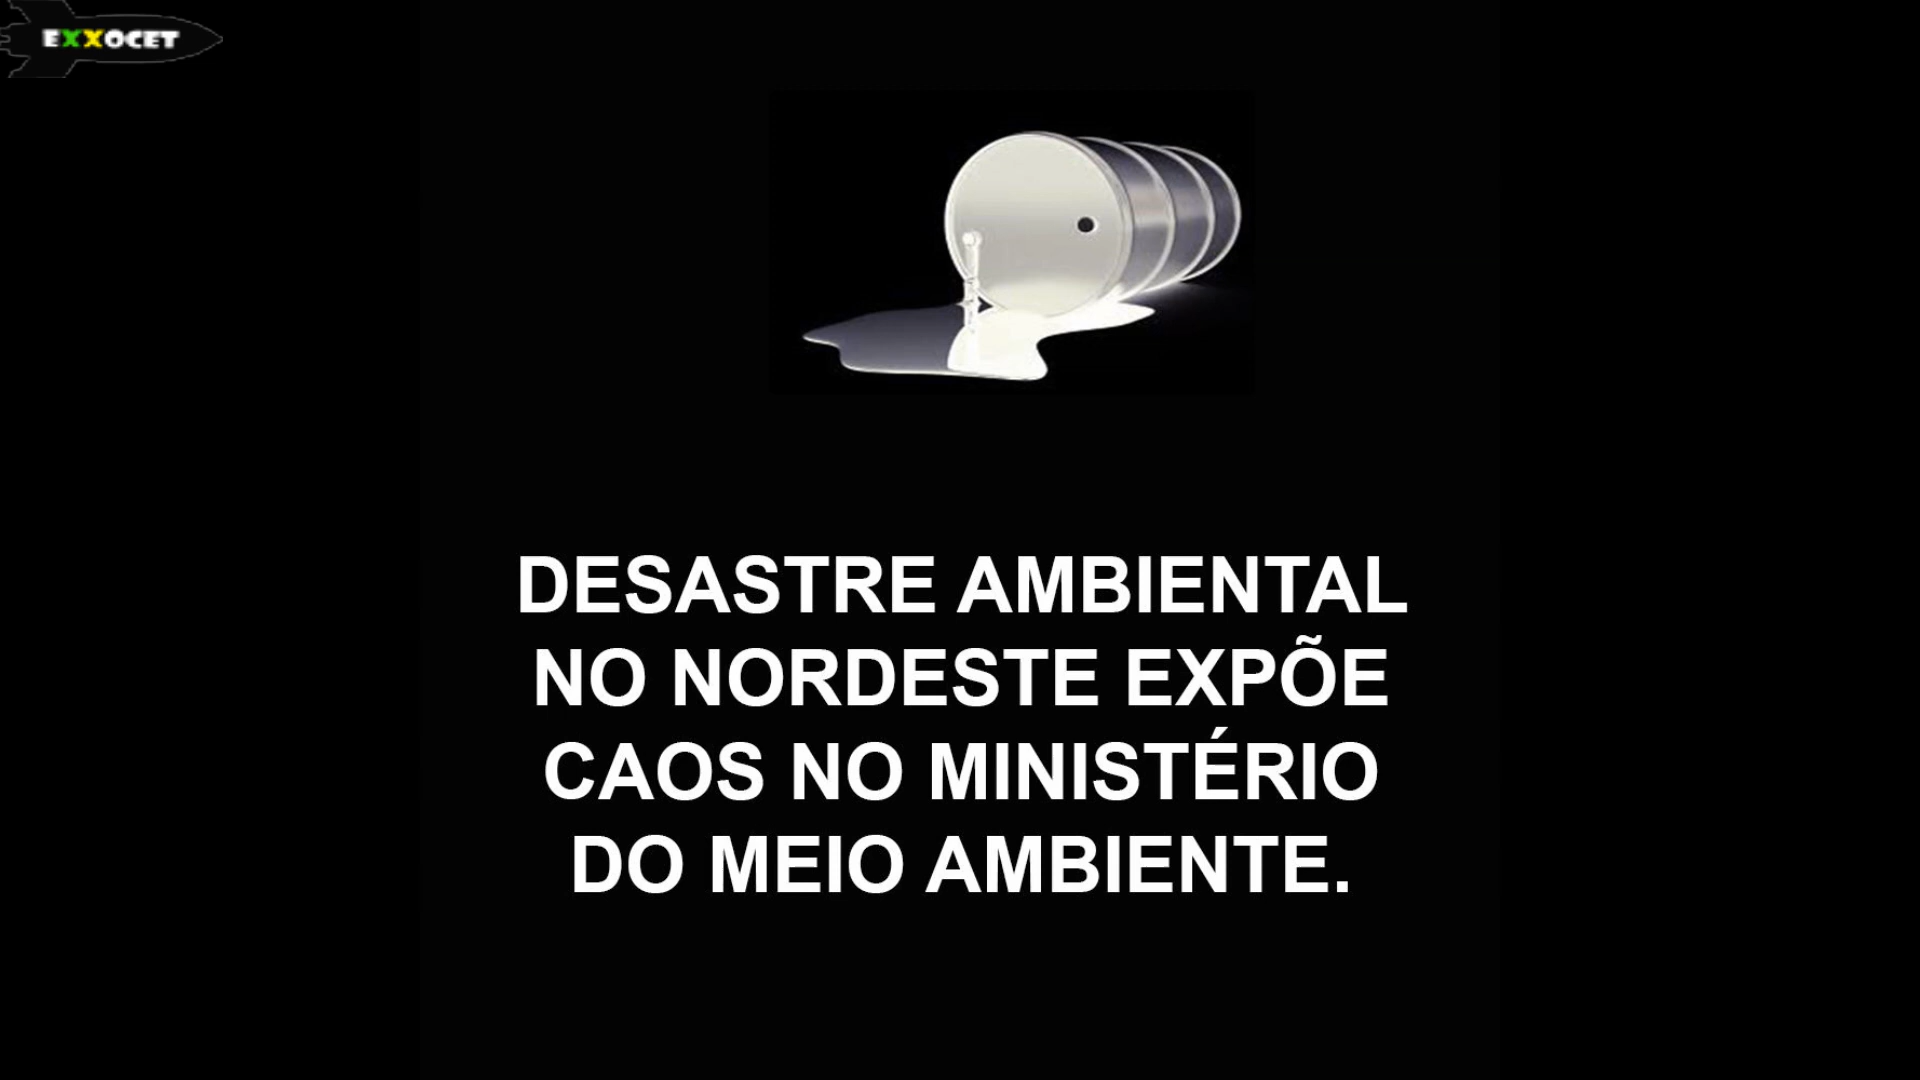 EXXOCET
DESASTRE AMBIENTAL
NO NORDESTE EXPÕE
CAOS NO MINISTÉRIO
DO MEIO AMBIENTE.